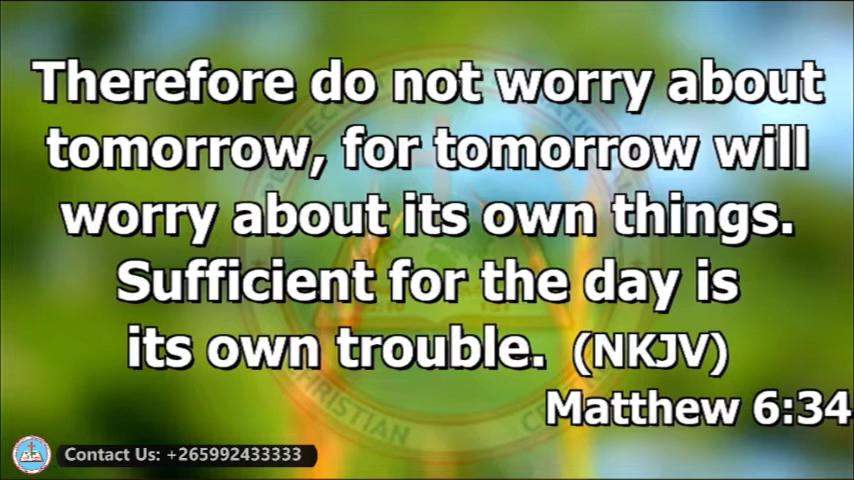 Therefore do not worry about
tomorrow, for tomorrow will
worry about its own things.
Sufficient for the day is
its own trouble. (NKJV)
Matthew 6:34
CHRISTIAN
Contact Us: +265992433333